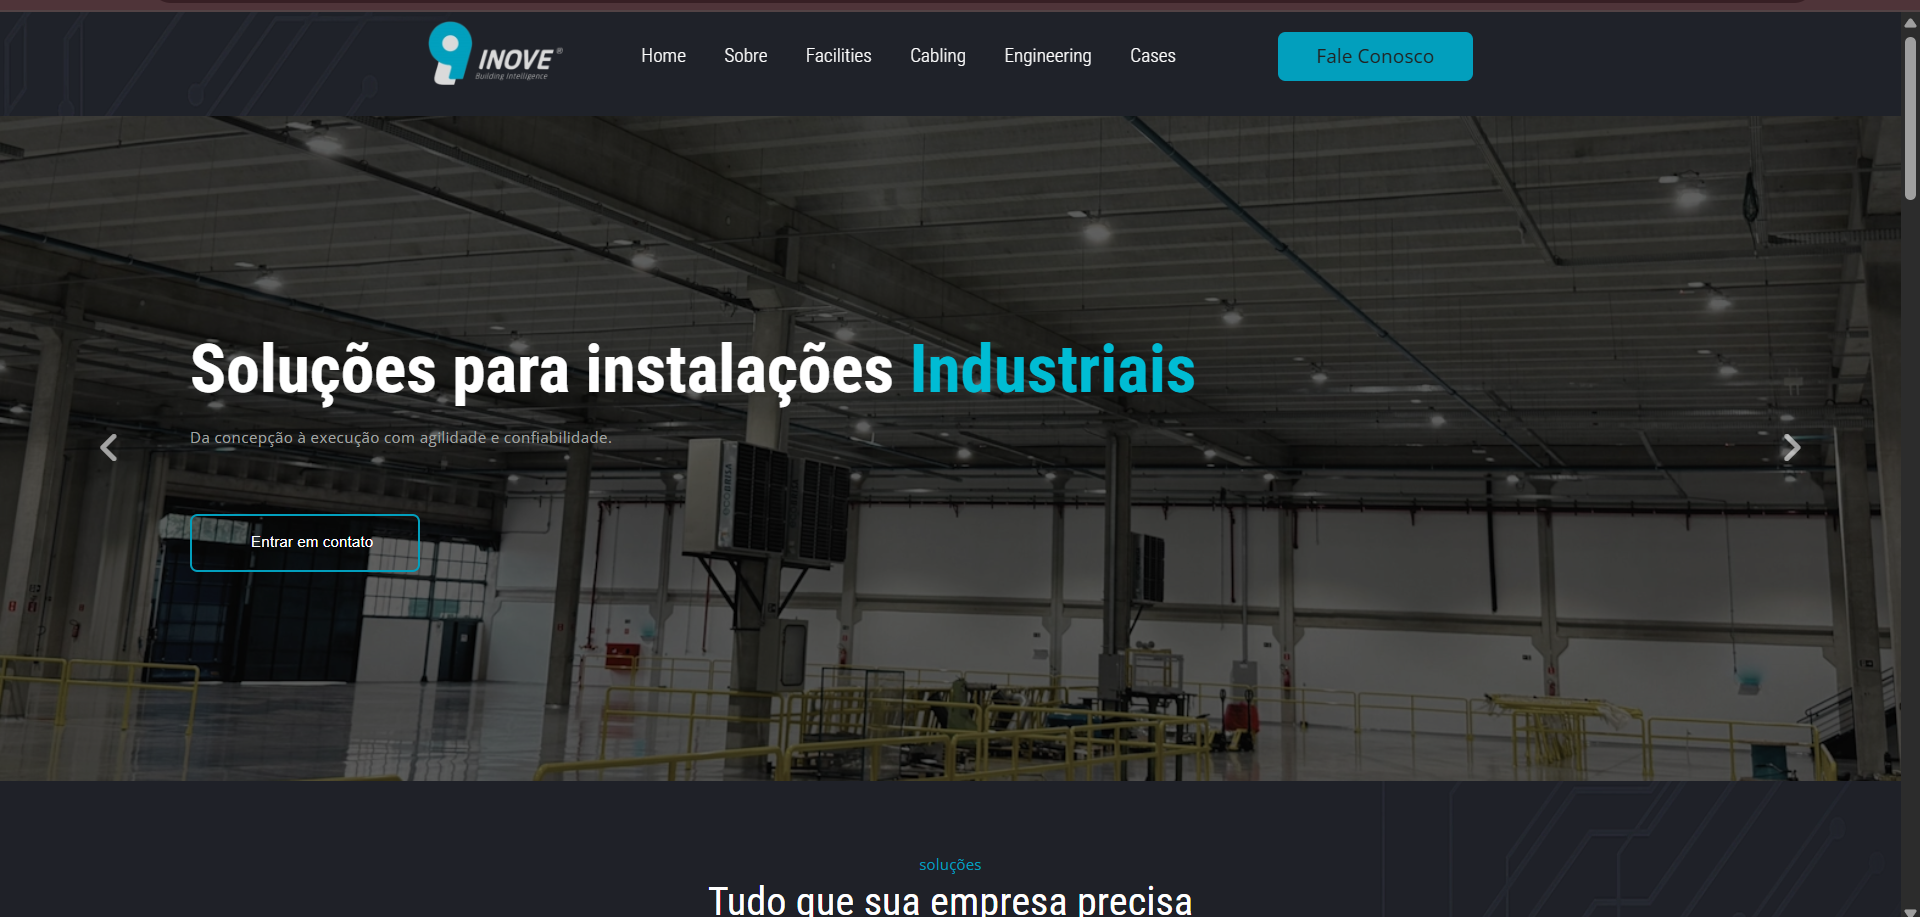 INOVE®
Building Intelligence
Home Sobre Facilities Cabling Engineering Cases
Fale Conosco
Soluções para instalações Industriais
Da concepção à execução com agilidade e confiabilidade.
ECOBRISA
Entrar em contato
soluções
Tudo que sua empresa precisa